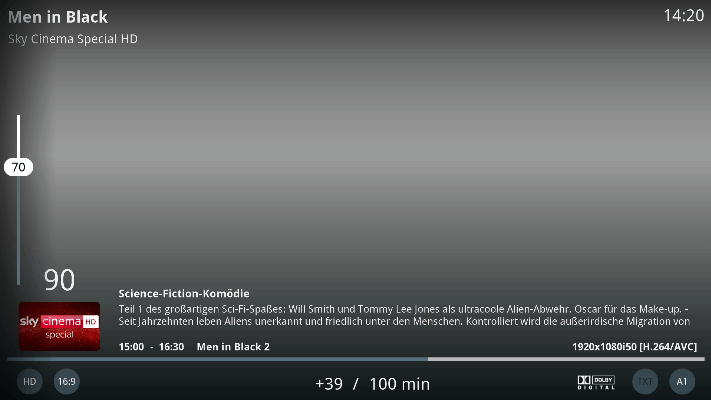 Men in Black
14:20
Sky Cinema Special HD
70
90
Science-Fiction-Komödie
Teil 1 des großartigen Sci-Fi-Spaßes: Will Smith und Tommy Lee Jones als ultracoole Alien-Abwehr. Oscar für das Make-up. -
Seit Jahrzehnten leben Aliens unerkannt und friedlich unter den Menschen. Kontrolliert wird die außerirdische Migration von
sky cinema HD
special
15:00 - 16:30 Men in Black 2
1920x1080i50 [H.264/AVC]
HD
16:9
+39 / 100 min
DOLBY
DIGITAL
TXT
A1